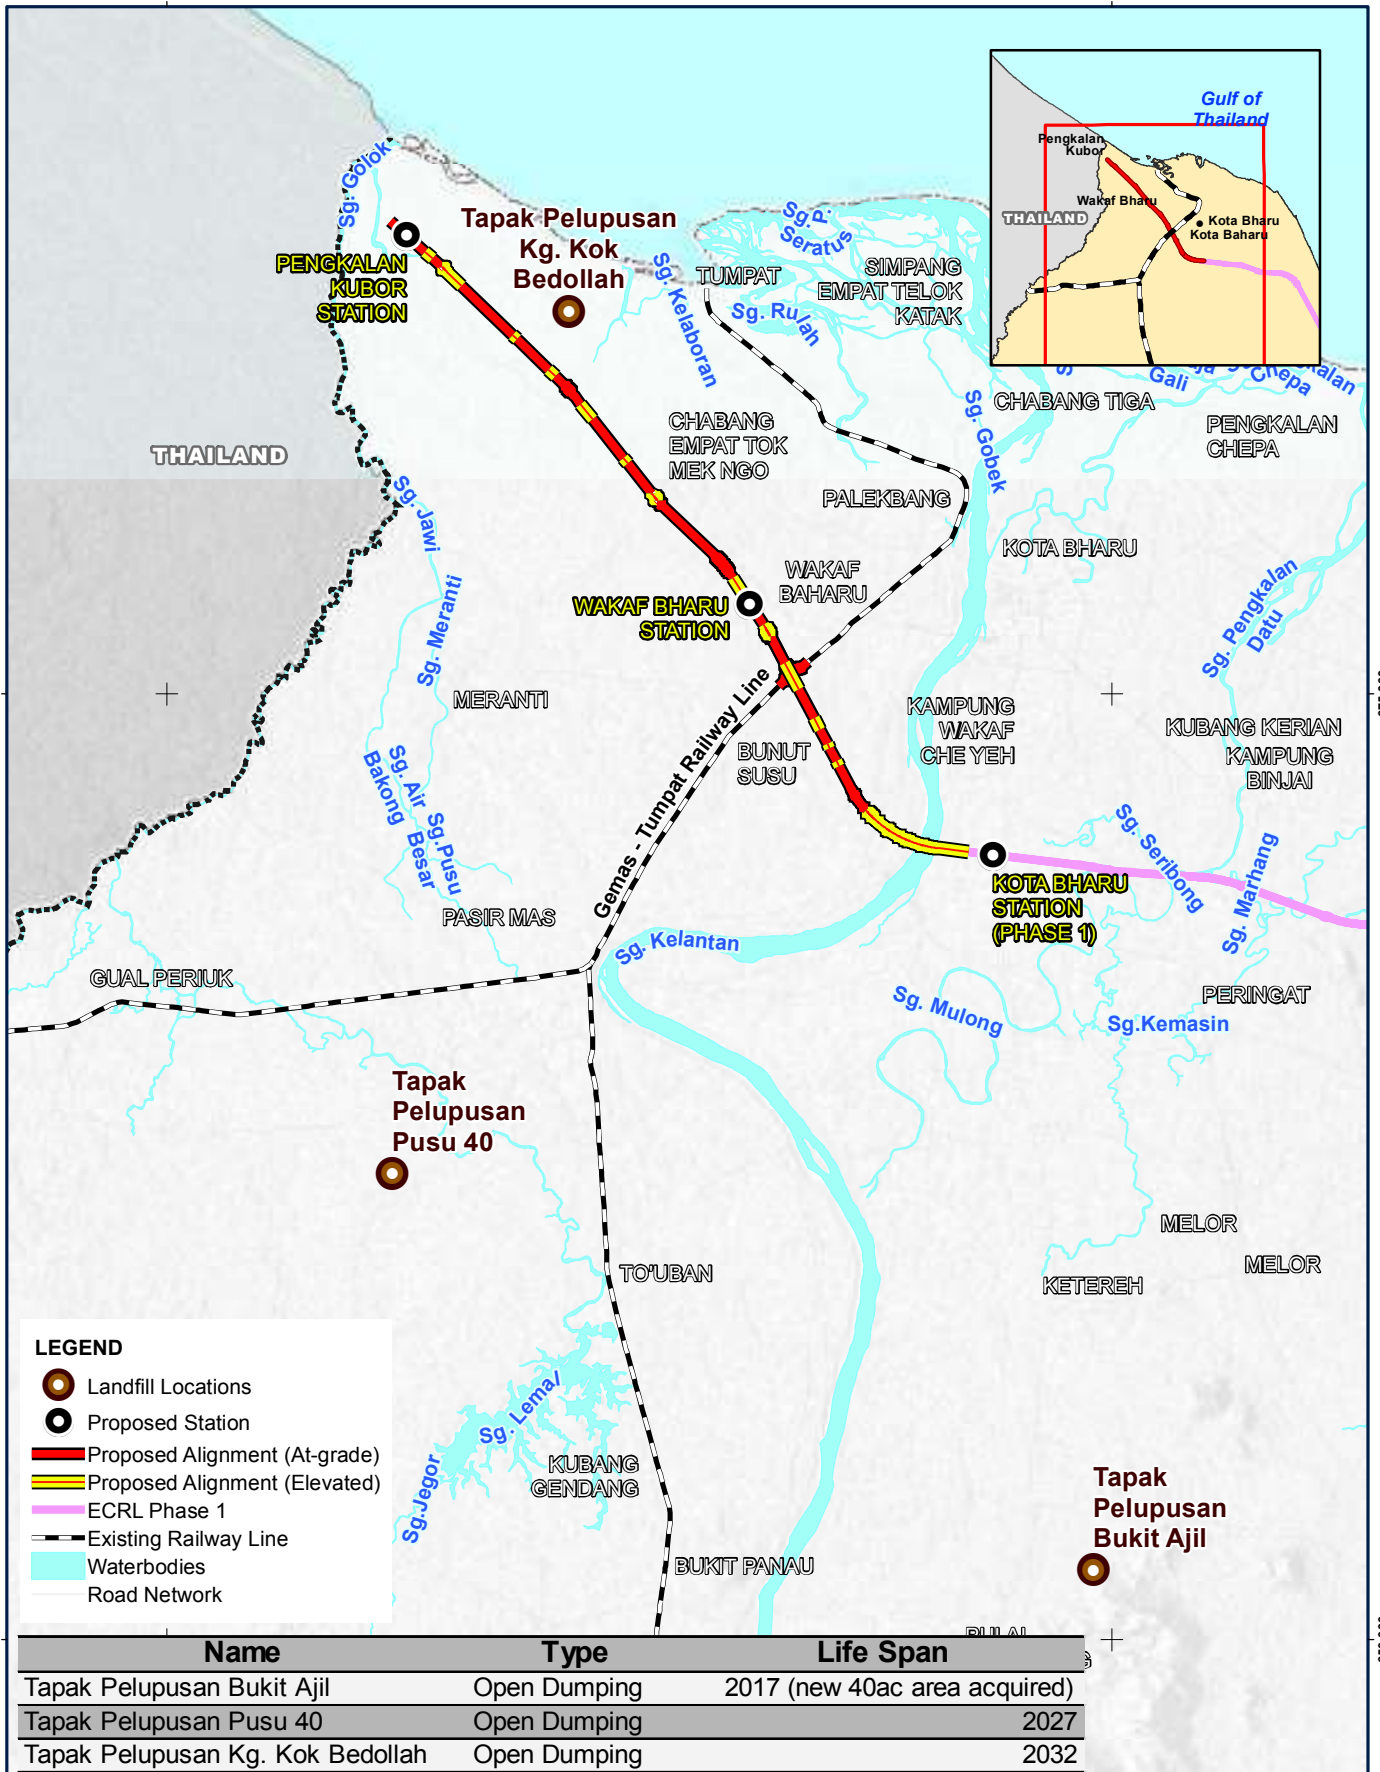 Gulf of
Thailand
Pengkalan
Kubor
Wakaf Bharu
THAILAND
Kota Bharu
Kota Baharu
Sg. Golok
Tapak Pelupusan
Kg. Kok
Bedollah
PENGKALAN
KUBOR
STATION
Sg. P.
Seratus
SIMPANG
EMPAT TELOK
KATAK
TUMPAT
Sg. Kelaboran
Sg. Rulah
Gali
Chepa
CHABANG TIGA
PENGKALAN
CHEPA
Sg. Gobek
CHABANG
EMPAT TOK
MEK NGO
THAILAND
PALEKBANG
Sg. Jawi
KOTA BHARU
WAKAF
BAHARU
WAKAF BHARU
STATION
Sg. Meranti
Sg. Pengkalan
Datu
MERANTI
Gemas - Tumpat Railway Line
KAMPUNG
WAKAF
CHE YEH
KUBANG KERIAN
KAMPUNG
BINJAI
BUNUT
SUSU
Sg. Air
Bakong
Sg.Pusu
Besar
Sg. Seribong
Sg. Marhang
KOTA BHARU
STATION
(PHASE 1)
PASIR MAS
Sg. Kelantan
GUAL PERIUK
Sg. Mulong
PERINGAT
Sg.Kemasin
Tapak
Pelupusan
Pusu 40
MELOR
MELOR
KETEREH
TO'UBAN
Sg. Lemal
Sg.Jegor
KUBANG
GENDANG
BUKIT PANAU
Tapak
Pelupusan
Bukit Ajil
LEGEND
Landfill Locations
Proposed Station
Proposed Alignment (At-grade)
Proposed Alignment (Elevated)
ECRL Phase 1
Existing Railway Line
Waterbodies
Road Network
Name Type Life Span
Tapak Pelupusan Bukit Ajil Open Dumping 2017 (new 40ac area acquired)
Tapak Pelupusan Pusu 40 Open Dumping 2027
Tapak Pelupusan Kg. Kok Bedollah Open Dumping 2032